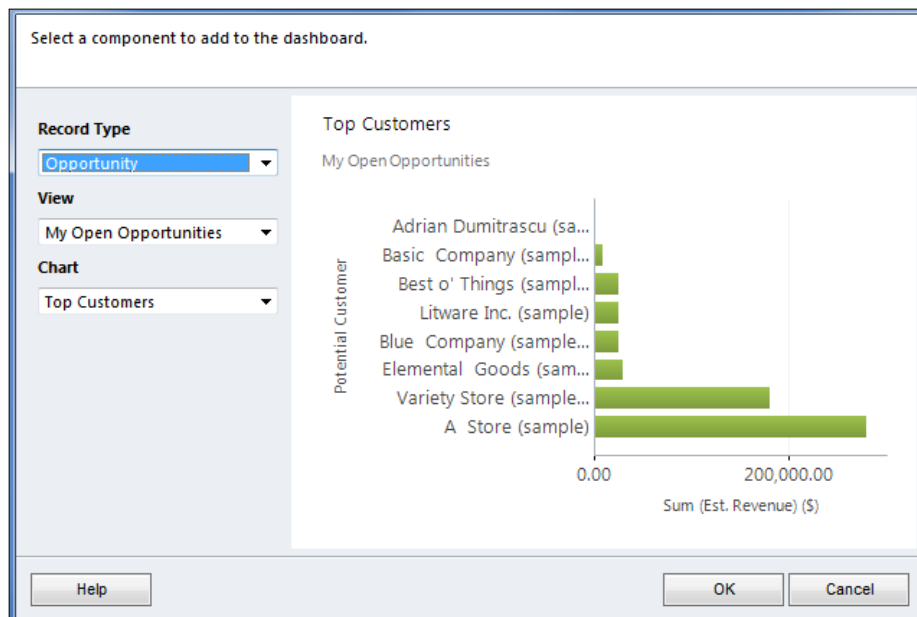 Select a component to add to the dashboard.
Record Type
Opportunity
View
My Open Opportunities
Chart
Top Customers
Top Customers
My Open Opportunities
Potential Customer
Adrian Dumitrascu (sa...
Basic  Company (sampl...
Best o' Things (sampl...
Litware Inc. (sample)
Blue  Company (sample...
Elemental  Goods (sam...
Variety Store (sample...
A  Store (sample)
0.00
200,000.00
Sum (Est. Revenue) ($)
Help
OK
Cancel